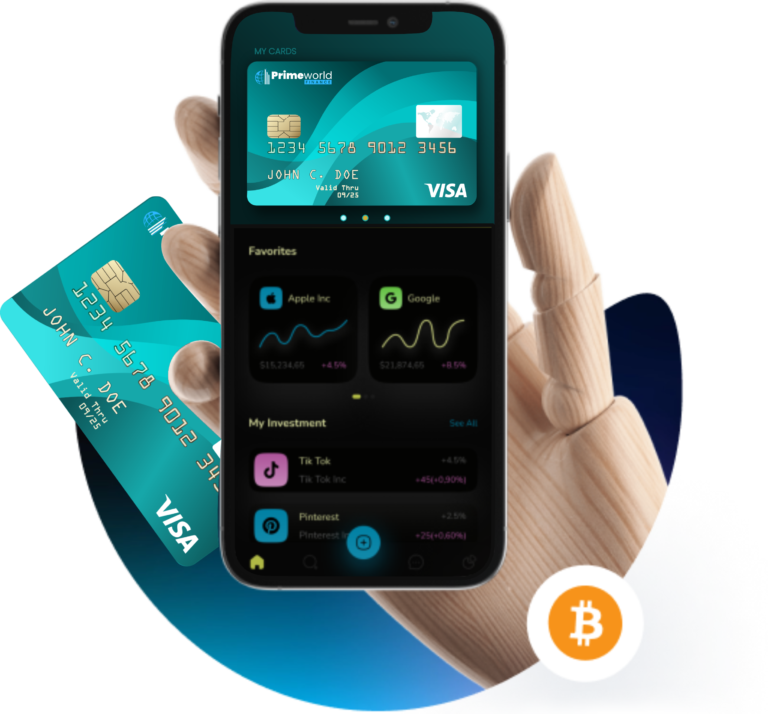 MY CARDS
Primeworld
FINANCE
1234 5678 9012 3456
JOHN C. DOE
Valid Thru
09/25
VISA
Favorites
Apple Inc
Google
$15,234,65 +4.5%
$21,874,65 +8.5%
My Investment See All
Tik Tok +4.5%
Tik Tok Inc +45(+0,90%)
Pinterest +2.5%
Pinterest +25(+0,60%)
1234 5678 9012 34
JOHN C. DOE
Valid Thru
09/25
VISA